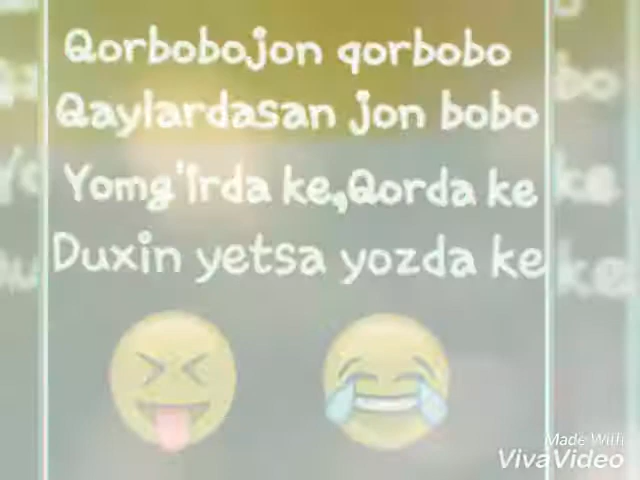 Qorbobojon qorbobo
Qaylardasan jon bobo
Yomg'irda ke,Qorda ke
Duxin yetsa yozda ke
Made With
VivaVideo